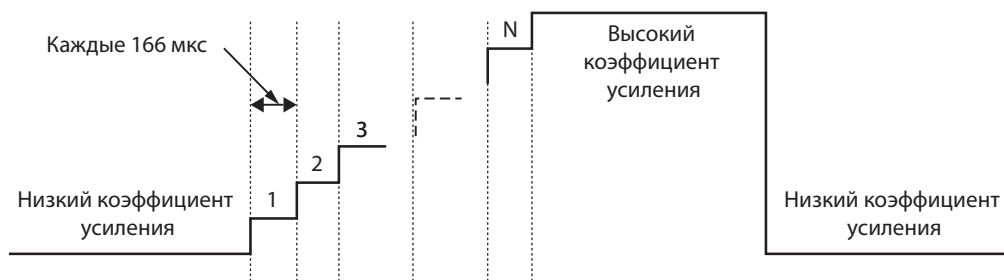 Каждые 166 мкс
N
Высокий
коэффициент
усиления
3
2
1
Низкий коэффициент
усиления
Низкий коэффициент
усиления